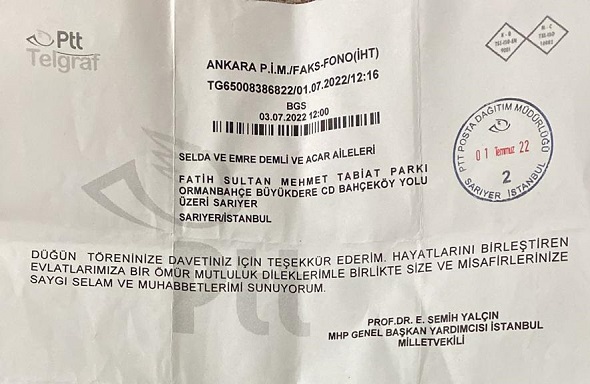 Ptt
Telgraf
ANKARA P.İ.M./FAKS-FONO(İHT)
TG65008386822/01.07.2022/12:16
BGS
03.07.2022 12:00
SELDA VE EMRE DEMLİ VE ACAR AİLELERİ
FATİH SULTAN MEHMET TABİAT PARKI
ORMANBAHÇE BÜYÜKDERE CD BAHÇEKÖY YOLU
ÜZERİ SARIYER
SARIYER/İSTANBUL
PTT POSTA DAĞITIM MÜDÜRLÜĞÜ
01 Temmuz 22
2
SARIYER İSTANBUL
DÜĞÜN TÖRENİNİZE DAVETİNİZ İÇİN TEŞEKKÜR EDERİM. HAYATLARINI BİRLEŞTİREN
EVLATLARIMIZA BİR ÖMÜR MUTLULUK DİLEKLERİMLE BİRLİKTE SİZE VE MİSAFİRLERİNİZE
SAYGI SELAM VE MUHABBETLERİMİ SUNUYORUM.
PROF.DR. E. SEMİH YALÇIN
MHP GENEL BAŞKAN YARDIMCISI İSTANBUL
MİLLETVEKİLİ
Ptt